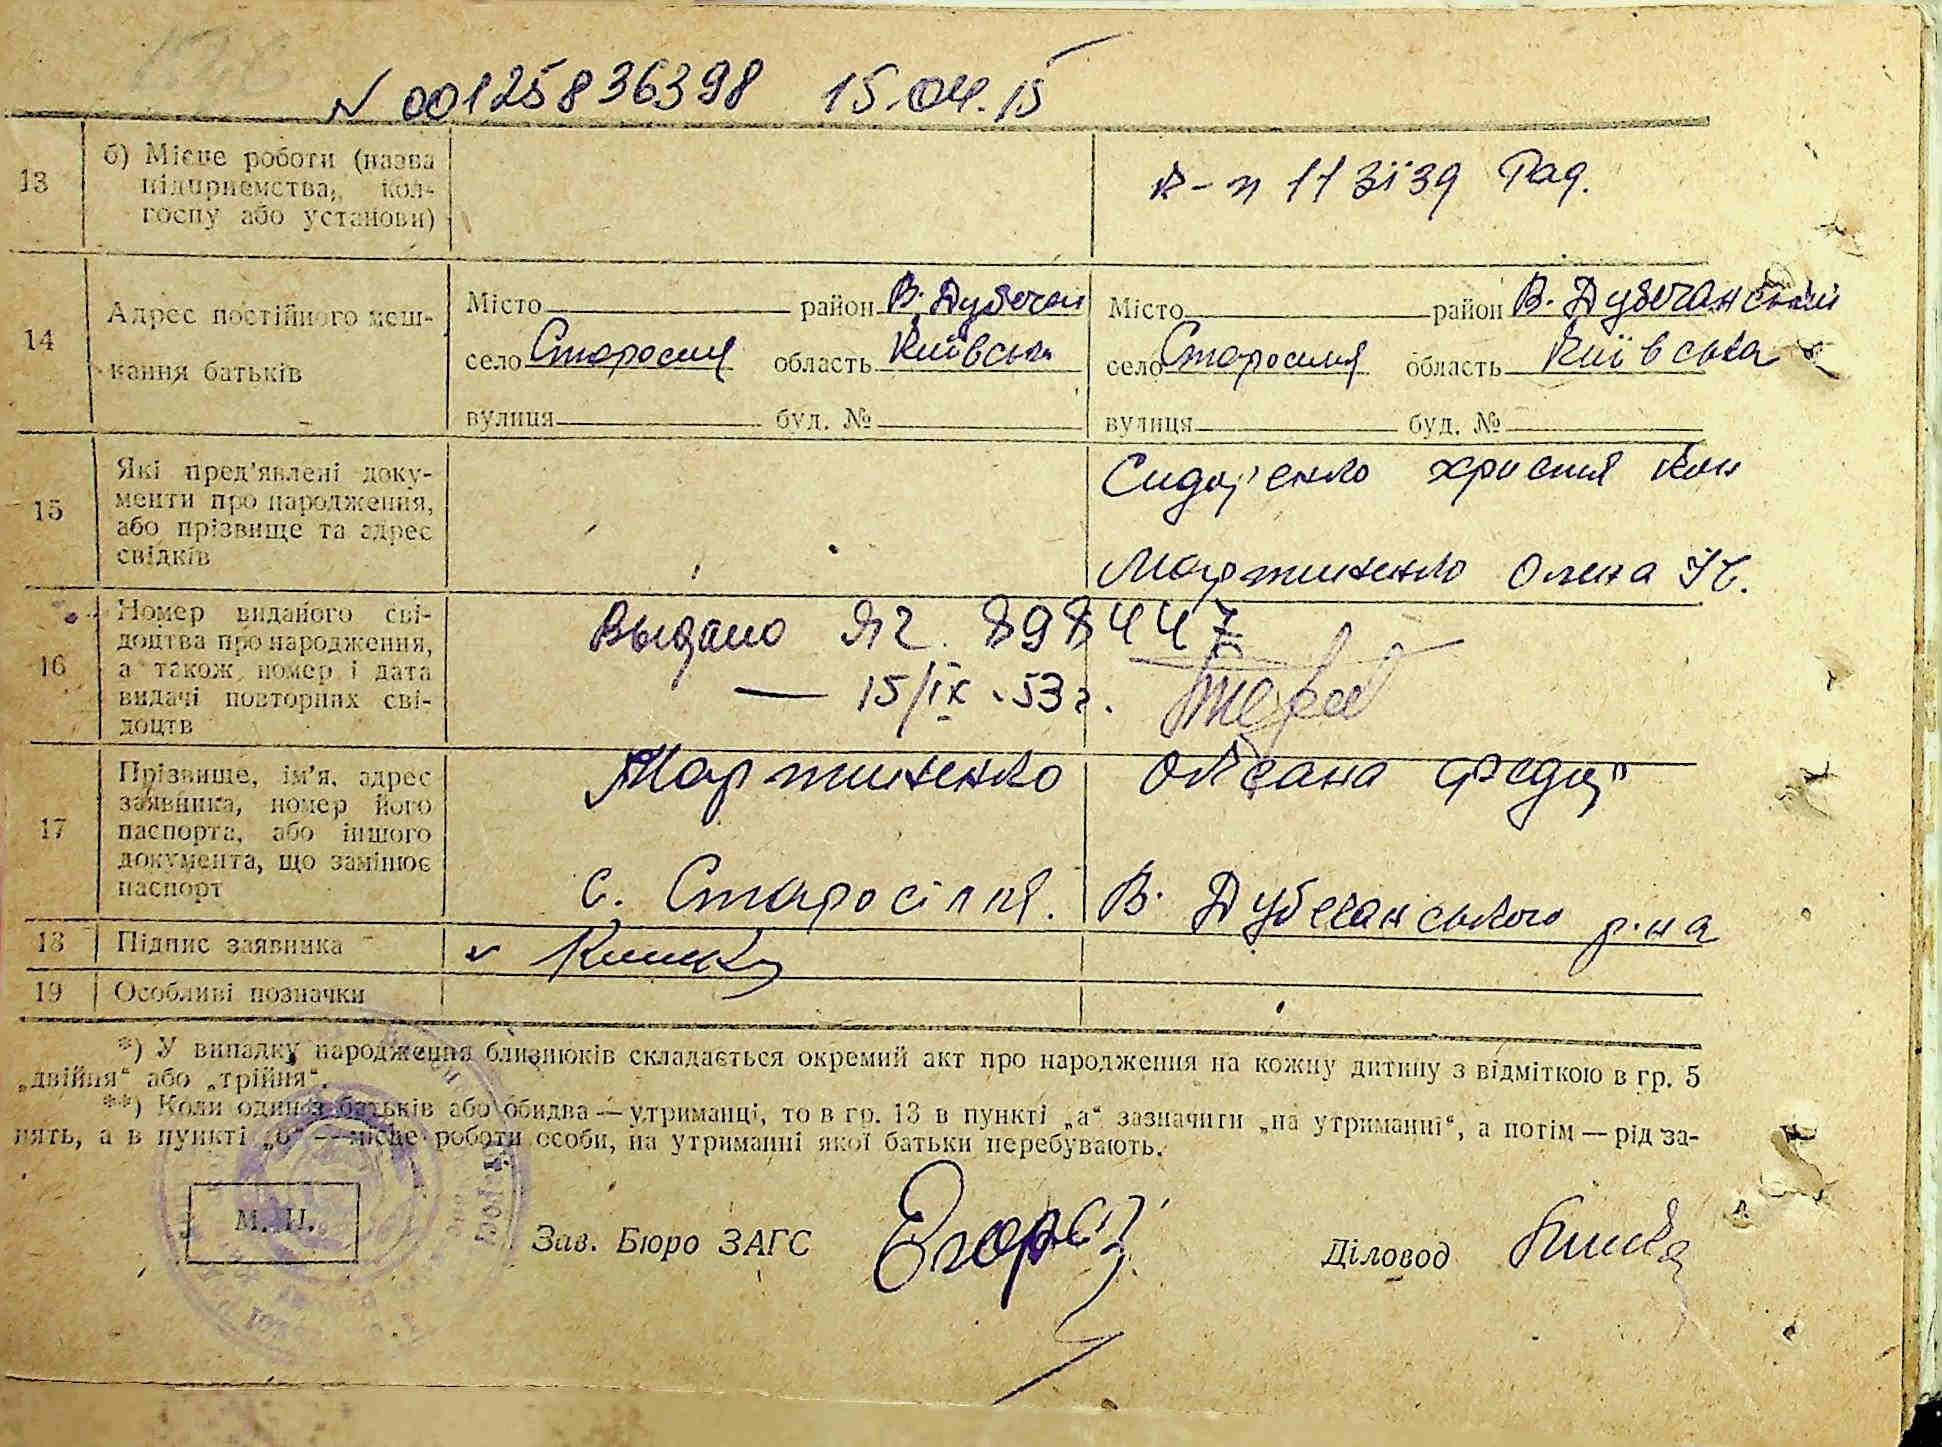 N 00125836398 15.04.15
13 б) Місце роботи (назва підприємства, колгоспу або установи) к-п 11 зїзд Рад.
14 Адрес постійного мешкання батьків
Місто район В. Дубечан Місто район В. Дубечанський
село Старосілля область Київська село Старосілля область Київська
вулиця буд. № вулиця буд. №
15 Які пред'явлені документи про народження, або прізвище та адрес свідків
Сидоренко Христя Кон
Мартиненко Олена Ів.
16 Номер виданого свідоцтва про народження, а також номер і дата видачі повторних свідоцтв
Выдано ЯГ. 898447
— 15/IX .53 г.
17 Прізвище, ім'я, адрес заявника, номер його паспорта, або іншого документа, що замінює паспорт
Мартиненко Оксана Федор
с. Старосілля. В. Дубечанського р-на
18 Підпис заявника
19 Особливі позначки
*) У випадку народження близнюків складається окремий акт про народження на кожну дитину з відміткою в гр. 5
„двійня“ або „трійня“.
**) Коли один з батьків або обидва — утриманці, то в гр. 13 в пункті „а“ зазначити „на утриманні“, а потім — рід за-
нять, а в пункті „б“ — місце роботи особи, на утриманні якої батьки перебувають.
М. П. Зав. Бюро ЗАГС Діловод